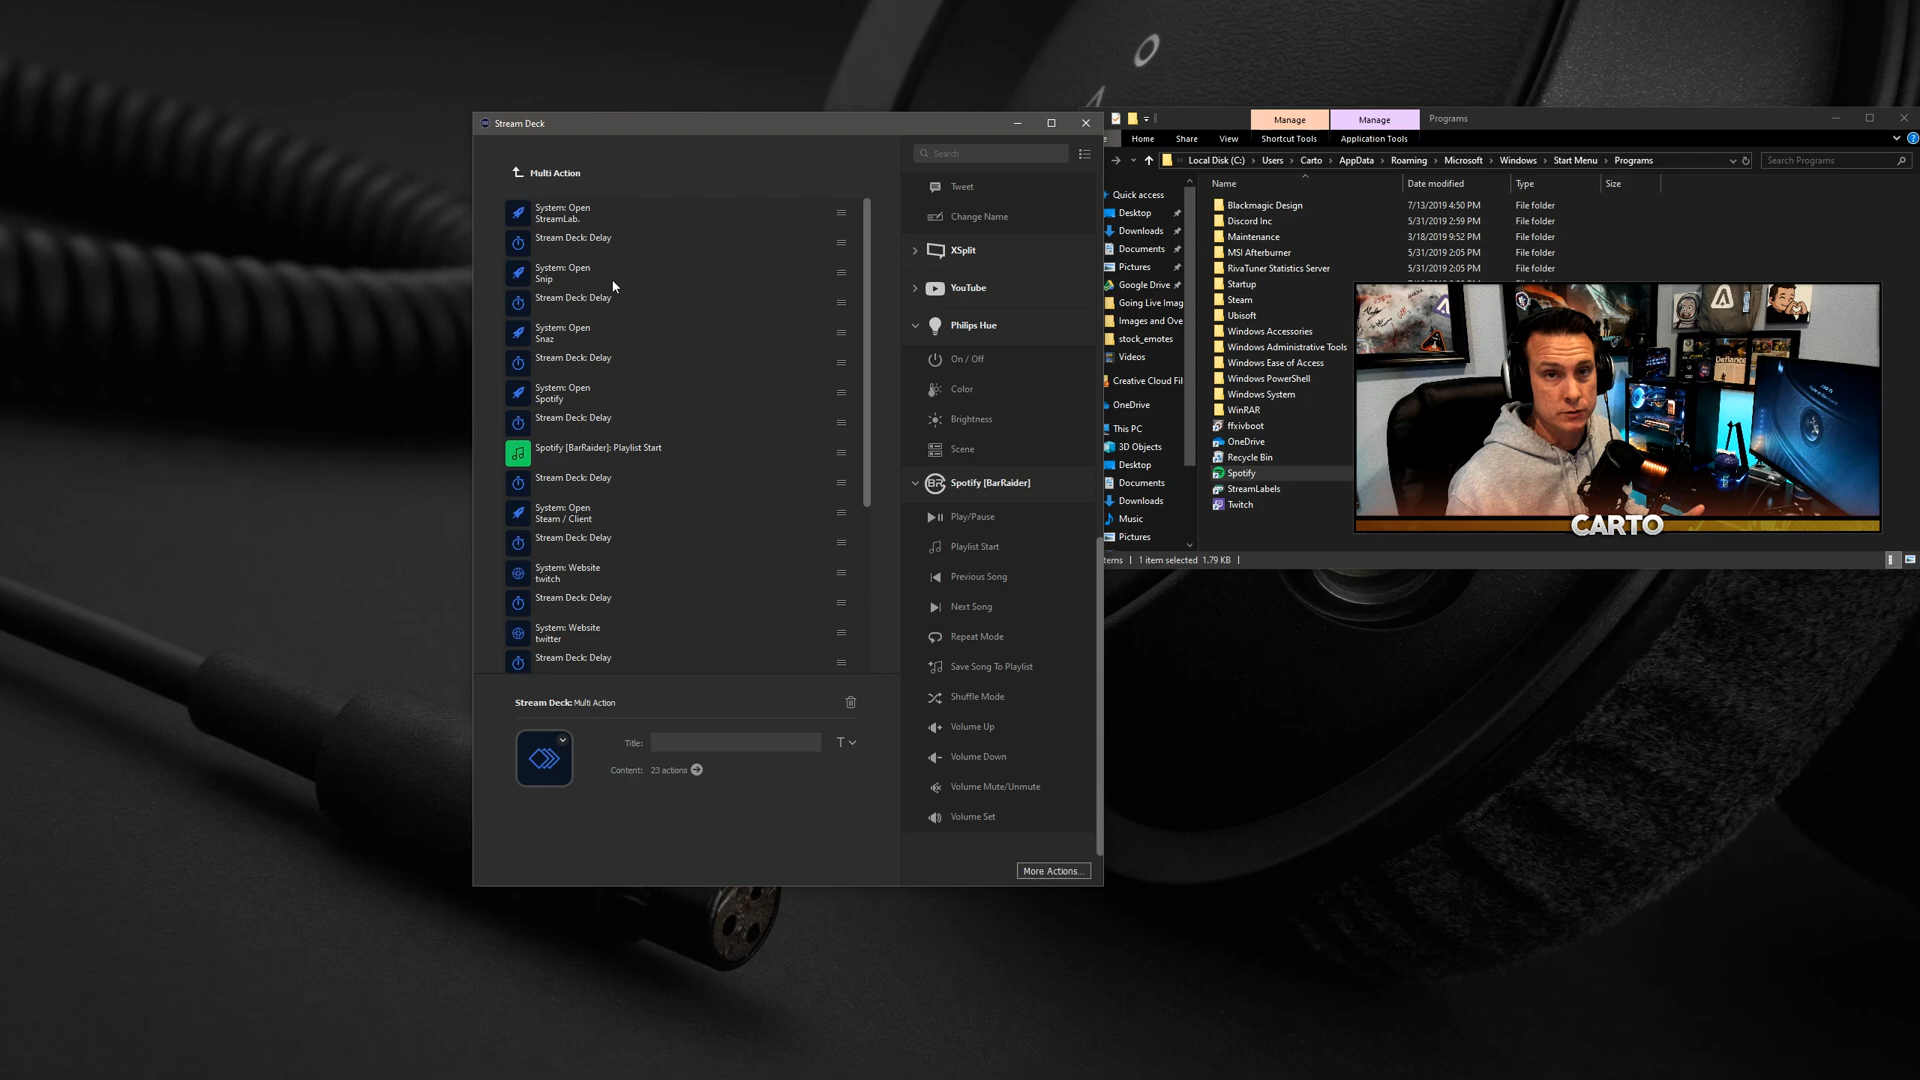 Stream Deck
Multi Action
System: Open
StreamLab.
Stream Deck: Delay
System: Open
Snip
Stream Deck: Delay
System: Open
Snaz
Stream Deck: Delay
System: Open
Spotify
Stream Deck: Delay
Spotify [BarRaider]: Playlist Start
Stream Deck: Delay
System: Open
Steam / Client
Stream Deck: Delay
System: Website
twitch
Stream Deck: Delay
System: Website
twitter
Stream Deck: Delay
Stream Deck: Multi Action
Title:
T
Content: 23 actions
Search
Tweet
Change Name
XSplit
YouTube
Philips Hue
On / Off
Color
Brightness
Scene
BR Spotify [BarRaider]
Play/Pause
Playlist Start
Previous Song
Next Song
Repeat Mode
Save Song To Playlist
Shuffle Mode
Volume Up
Volume Down
Volume Mute/Unmute
Volume Set
More Actions...
Manage Manage Programs
Home Share View Shortcut Tools Application Tools
Local Disk (C:) Users Carto AppData Roaming Microsoft Windows Start Menu Programs
Search Programs
Quick access
Desktop
Downloads
Documents
Pictures
Google Drive
Going Live Imag
Images and Ove
stock_emotes
Videos
Creative Cloud Fil
OneDrive
This PC
3D Objects
Desktop
Documents
Downloads
Music
Pictures
Name Date modified Type Size
Blackmagic Design 7/13/2019 4:50 PM File folder
Discord Inc 5/31/2019 2:59 PM File folder
Maintenance 3/18/2019 9:52 PM File folder
MSI Afterburner 5/31/2019 2:05 PM File folder
RivaTuner Statistics Server 5/31/2019 2:05 PM File folder
Startup
Steam
Ubisoft
Windows Accessories
Windows Administrative Tools
Windows Ease of Access
Windows PowerShell
Windows System
WinRAR
ffxivboot
OneDrive
Recycle Bin
Spotify
StreamLabels
Twitch
tems 1 item selected 1.79 KB
Defiance
CARTO